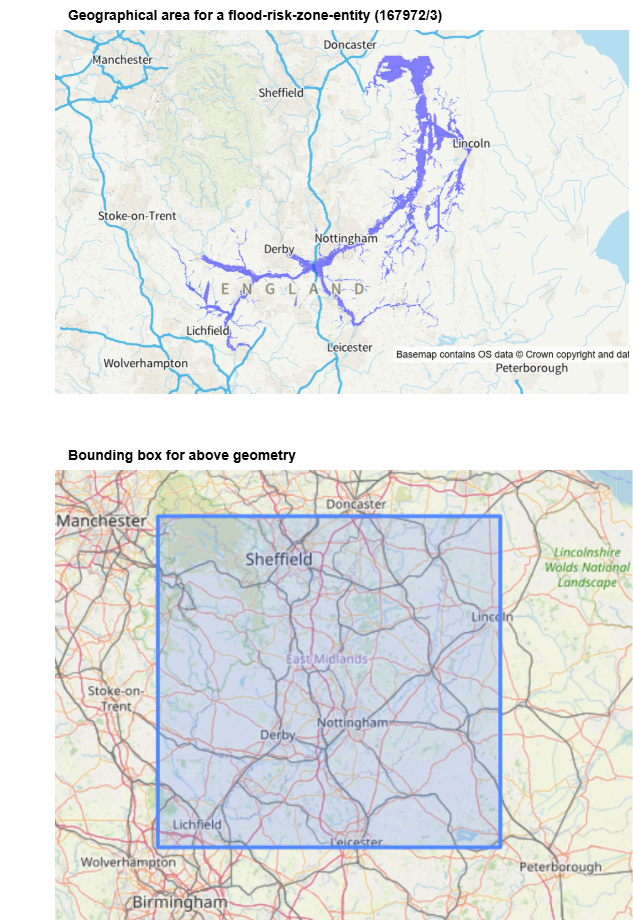 Geographical area for a flood-risk-zone-entity (167972/3)
Doncaster
Manchester
Sheffield
Lincoln
Stoke-on-Trent
Nottingham
Derby
ENGLAND
Lichfield
Leicester
Basemap contains OS data © Crown copyright and dat
Wolverhampton
Peterborough
Bounding box for above geometry
Doncaster
Manchester
Sheffield
Lincolnshire
Wolds National
Landscape
Lincoln
East Midlands
Stoke-on-
Trent
Nottingham
Derby
Lichfield
Leicester
Wolverhampton
Peterborough
Birmingham